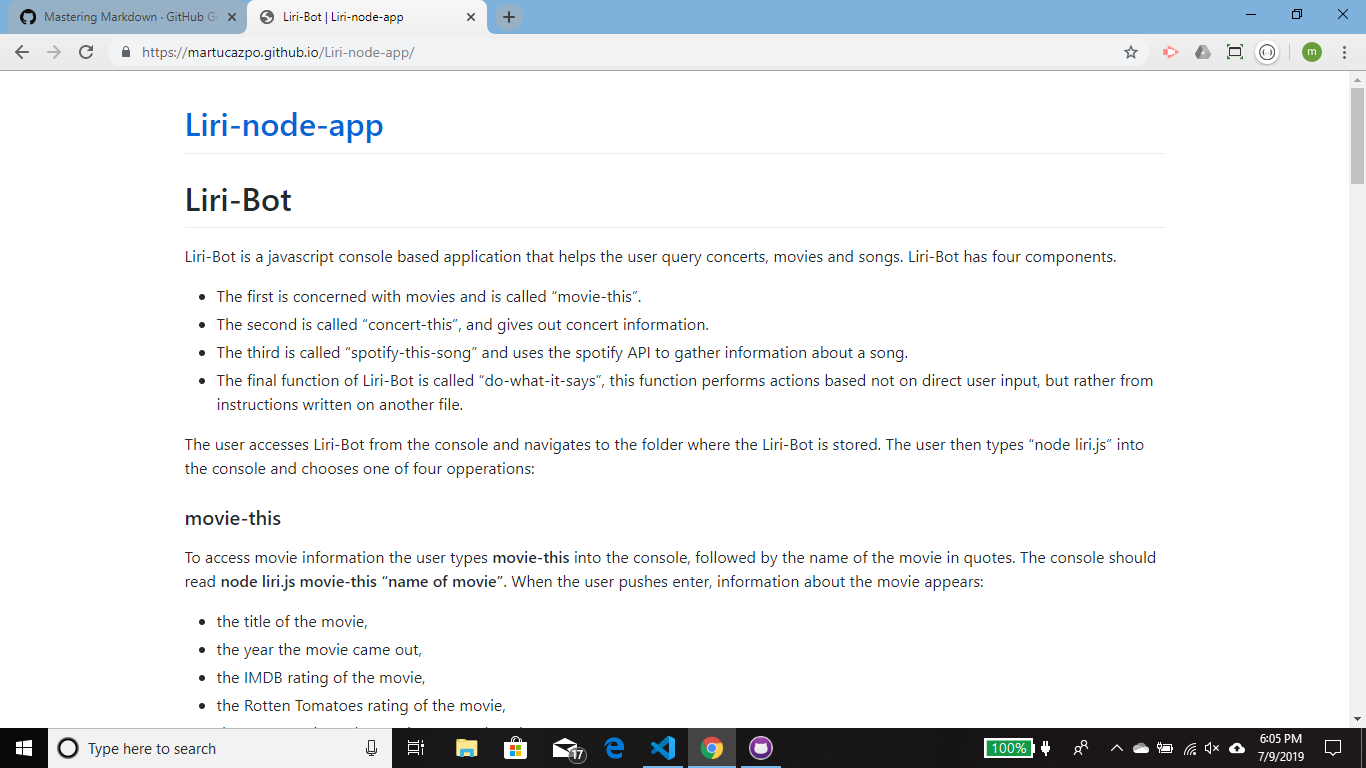 Mastering Markdown · GitHub G
Liri-Bot | Liri-node-app
https://martucazpo.github.io/Liri-node-app/
m
Liri-node-app
Liri-Bot
Liri-Bot is a javascript console based application that helps the user query concerts, movies and songs. Liri-Bot has four components.
The first is concerned with movies and is called “movie-this”.
The second is called “concert-this”, and gives out concert information.
The third is called “spotify-this-song” and uses the spotify API to gather information about a song.
The final function of Liri-Bot is called “do-what-it-says”, this function performs actions based not on direct user input, but rather from
instructions written on another file.
The user accesses Liri-Bot from the console and navigates to the folder where the Liri-Bot is stored. The user then types “node liri.js” into
the console and chooses one of four opperations:
movie-this
To access movie information the user types movie-this into the console, followed by the name of the movie in quotes. The console should
read node liri.js movie-this “name of movie”. When the user pushes enter, information about the movie appears:
the title of the movie,
the year the movie came out,
the IMDB rating of the movie,
the Rotten Tomatoes rating of the movie,
Type here to search
17
100%
6:05 PM
7/9/2019